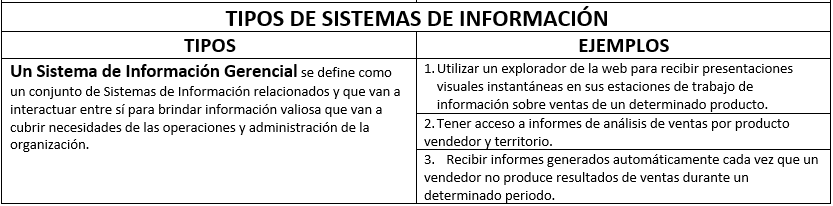 TIPOS DE SISTEMAS DE INFORMACIÓN
TIPOS
EJEMPLOS
Un Sistema de Información Gerencial se define como
un conjunto de Sistemas de Información relacionados y que van a
interactuar entre sí para brindar información valiosa que van a
cubrir necesidades de las operaciones y administración de la
organización.
1. Utilizar un explorador de la web para recibir presentaciones
visuales instantáneas en sus estaciones de trabajo de
información sobre ventas de un determinado producto.
2. Tener acceso a informes de análisis de ventas por producto
vendedor y territorio.
3. Recibir informes generados automáticamente cada vez que un
vendedor no produce resultados de ventas durante un
determinado periodo.